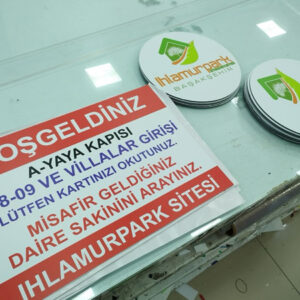 OŞGELDİNİZ
A-YAYA KAPISI
8-09 VE VİLLALAR GİRİŞİ
LÜTFEN KARTINIZI OKUTUNUZ.
MİSAFİR GELDİĞİNİZ
DAİRE SAKİNİNİ ARAYINIZ.
IHLAMURPARK SİTESİ
Ihlamurpark
BAŞAKŞEHİR